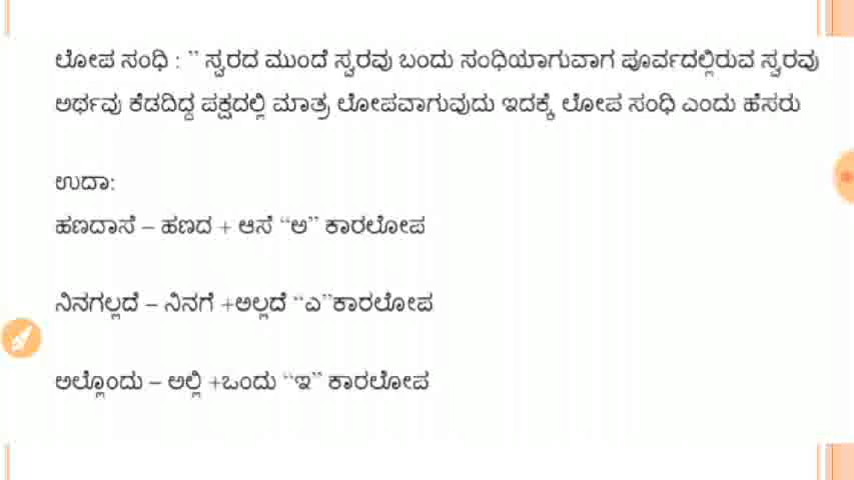 ಲೋಪ ಸಂಧಿ : ” ಸ್ವರದ ಮುಂದೆ ಸ್ವರವು ಬಂದು ಸಂಧಿಯಾಗುವಾಗ ಪೂರ್ವದಲ್ಲಿರುವ ಸ್ವರವು
ಅರ್ಥವು ಕೆಡದಿದ್ದ ಪಕ್ಷದಲ್ಲಿ ಮಾತ್ರ ಲೋಪವಾಗುವುದು ಇದಕ್ಕೆ ಲೋಪ ಸಂಧಿ ಎಂದು ಹೆಸರು
ಉದಾ:
ಹಣದಾಸೆ – ಹಣದ + ಆಸೆ “ಅ” ಕಾರಲೋಪ
ನಿನಗಲ್ಲದೆ – ನಿನಗೆ +ಅಲ್ಲದೆ “ಎ”ಕಾರಲೋಪ
ಅಲ್ಲೊಂದು – ಅಲ್ಲಿ +ಒಂದು “ಇ” ಕಾರಲೋಪ